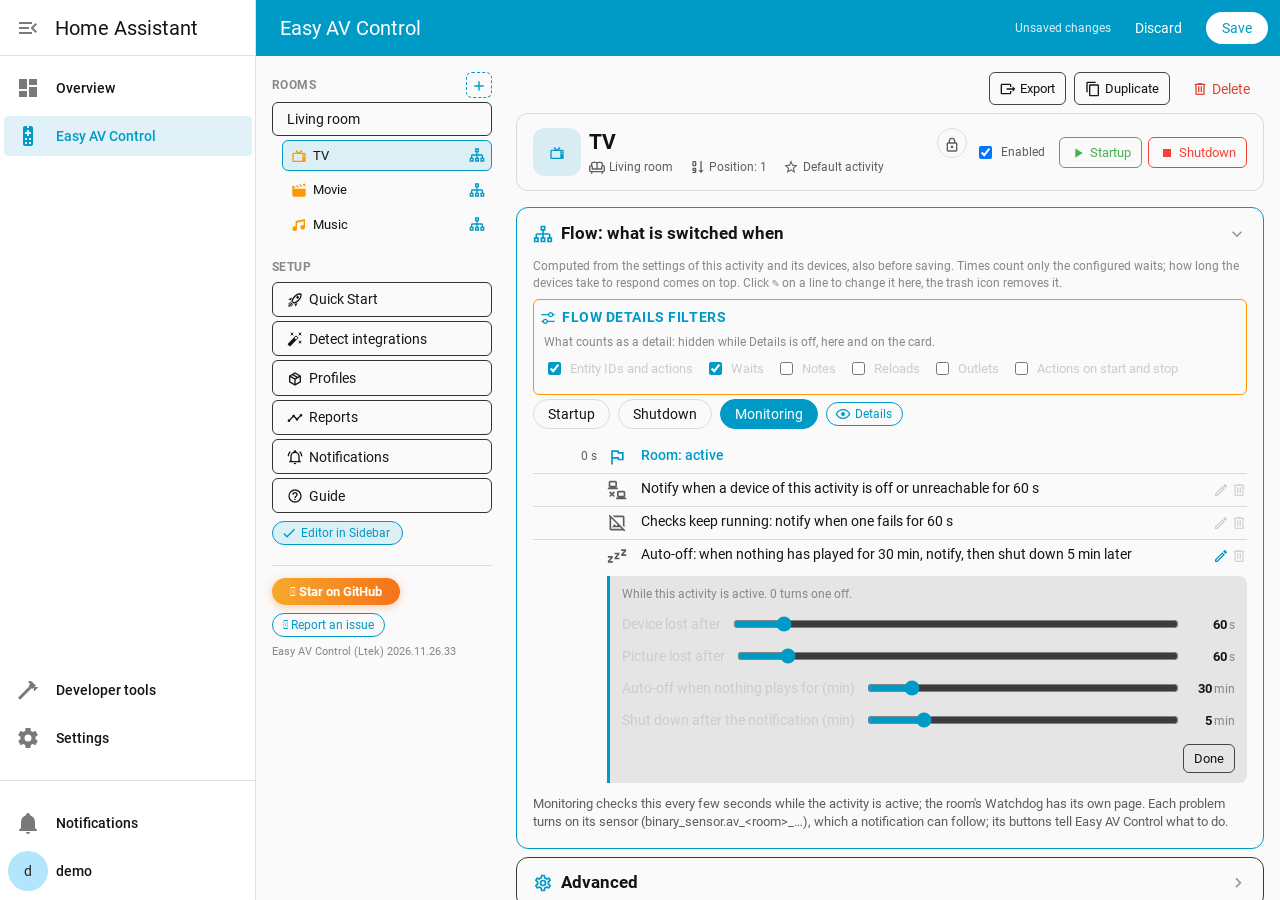 Home Assistant
Easy AV Control
Unsaved changes
Discard
Save
Overview
Easy AV Control
Developer tools
Settings
Notifications
d
demo
ROOMS
+
Living room
TV
Movie
Music
SETUP
Quick Start
Detect integrations
Profiles
Reports
Notifications
Guide
Editor in Sidebar
Star on GitHub
Report an issue
Easy AV Control (Ltek) 2026.11.26.33
Export
Duplicate
Delete
TV
Living room
Position: 1
Default activity
Enabled
Startup
Shutdown
Flow: what is switched when
Computed from the settings of this activity and its devices, also before saving. Times count only the configured waits; how long the
devices take to respond comes on top. Click ✎ on a line to change it here, the trash icon removes it.
FLOW DETAILS FILTERS
What counts as a detail: hidden while Details is off, here and on the card.
Entity IDs and actions
Waits
Notes
Reloads
Outlets
Actions on start and stop
Startup
Shutdown
Monitoring
Details
0 s
Room: active
Notify when a device of this activity is off or unreachable for 60 s
Checks keep running: notify when one fails for 60 s
zzz
Auto-off: when nothing has played for 30 min, notify, then shut down 5 min later
While this activity is active. 0 turns one off.
Device lost after
60 s
Picture lost after
60 s
Auto-off when nothing plays for (min)
30 min
Shut down after the notification (min)
5 min
Done
Monitoring checks this every few seconds while the activity is active; the room's Watchdog has its own page. Each problem
turns on its sensor (binary_sensor.av_<room>_…), which a notification can follow; its buttons tell Easy AV Control what to do.
Advanced